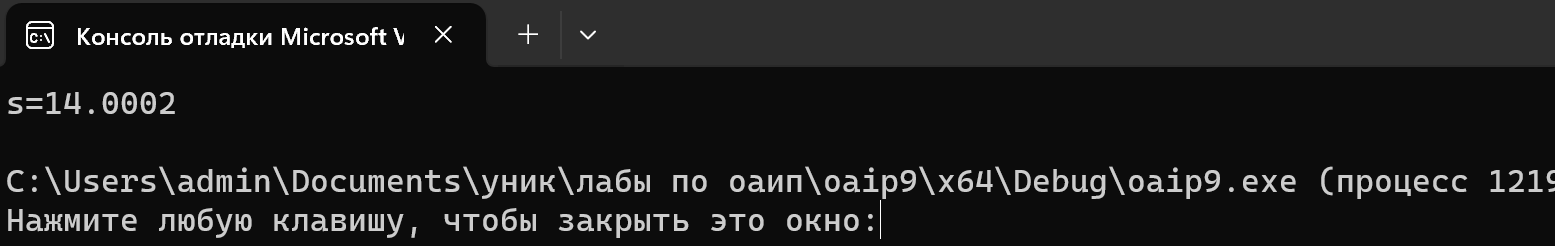 Консоль отладки Microsoft V
s=14.0002
C:\Users\admin\Documents\уник\лабы по оаип\oaip9\x64\Debug\oaip9.exe (процесс 1219
Нажмите любую клавишу, чтобы закрыть это окно: